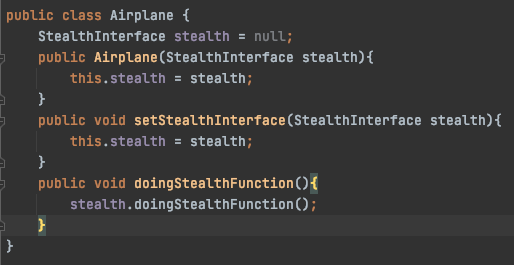 public class Airplane {
    StealthInterface stealth = null;
    public Airplane(StealthInterface stealth){
        this.stealth = stealth;
    }
    public void setStealthInterface(StealthInterface stealth){
        this.stealth = stealth;
    }
    public void doingStealthFunction(){
        stealth.doingStealthFunction();
    }
}